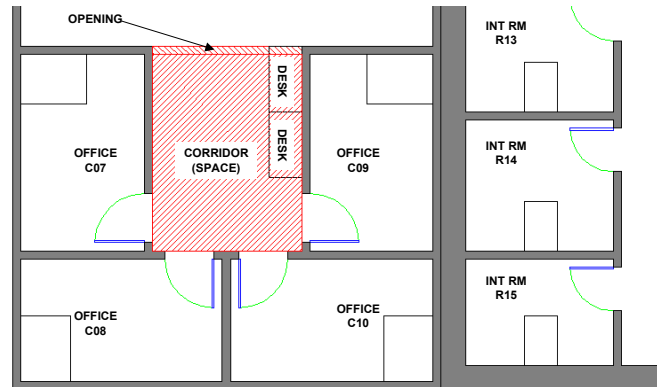 OPENING
INT RM
R13
DESK
DESK
OFFICE
C07
CORRIDOR
(SPACE)
OFFICE
C09
INT RM
R14
INT RM
R15
OFFICE
C08
OFFICE
C10